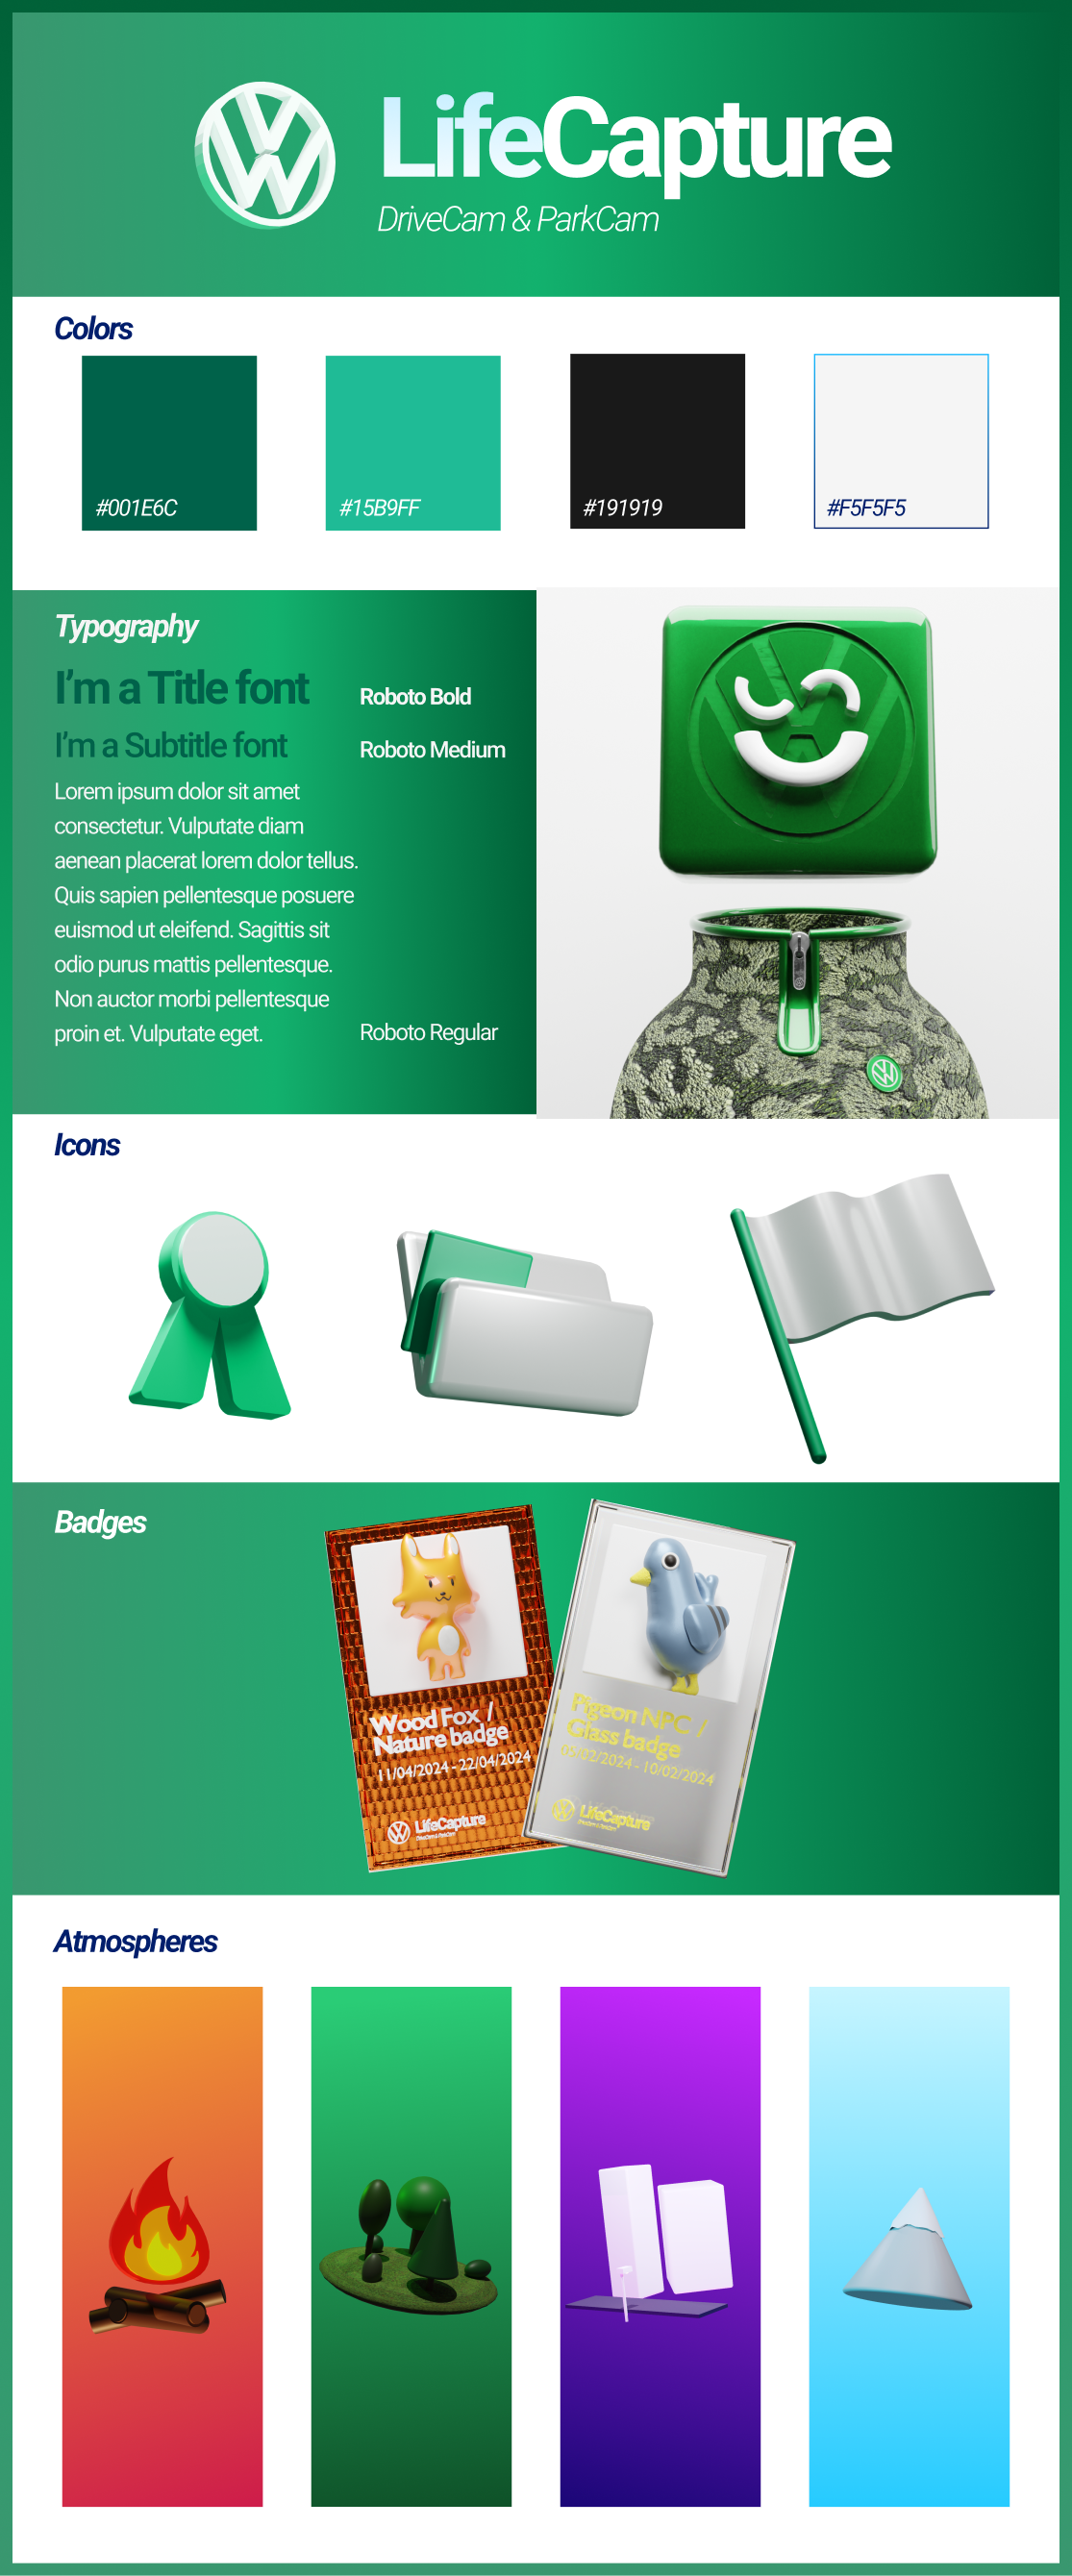 LifeCapture
DriveCam & ParkCam
Colors
#001E6C
#15B9FF
#191919
#F5F5F5
Typography
I'm a Title font
Roboto Bold
I'm a Subtitle font
Roboto Medium
Lorem ipsum dolor sit amet
consectetur. Vulputate diam
aenean placerat lorem dolor tellus.
Quis sapien pellentesque posuere
euismod ut eleifend. Sagittis sit
odio purus mattis pellentesque.
Non auctor morbi pellentesque
proin et. Vulputate eget.
Roboto Regular
Icons
Badges
Wood Fox /
Nature badge
11/04/2024 - 22/04/2024
LifeCapture
DriveCam & ParkCam
Pigeon NPC /
Glass badge
05/02/2024 - 10/02/2024
LifeCapture
DriveCam & ParkCam
Atmospheres